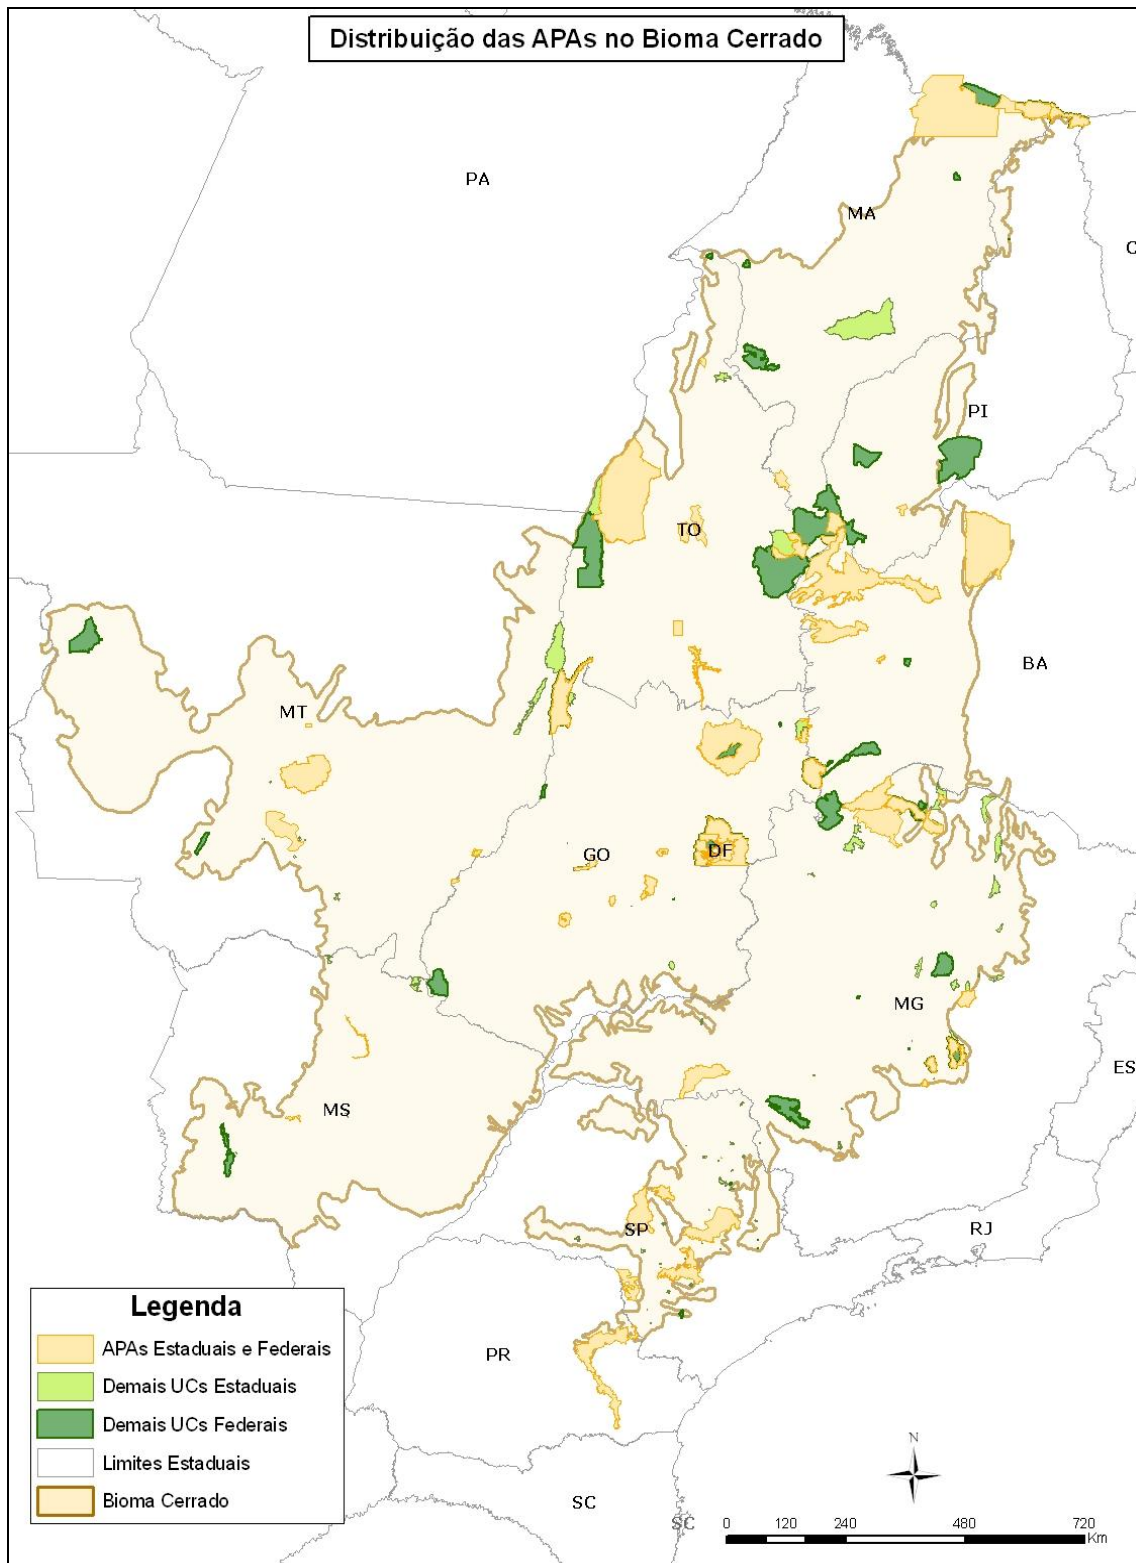 Distribuição das APAs no Bioma Cerrado
PA
MA
C
PI
TO
BA
MT
GO
DF
MG
ES
MS
SP
RJ
PR
SC
SC
Legenda
APAs Estaduais e Federais
Demais UCs Estaduais
Demais UCs Federais
Limites Estaduais
Bioma Cerrado
N
0 120 240 480 720
Km